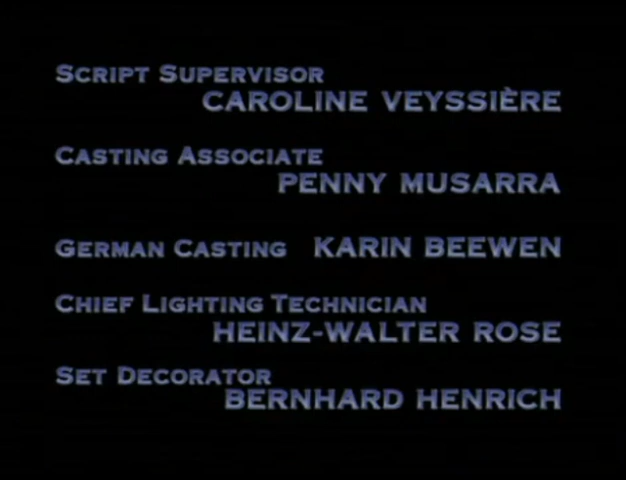 SCRIPT SUPERVISOR
CAROLINE VEYSSIÈRE
CASTING ASSOCIATE
PENNY MUSARRA
GERMAN CASTING KARIN BEEWEN
CHIEF LIGHTING TECHNICIAN
HEINZ-WALTER ROSE
SET DECORATOR
BERNHARD HENRICH